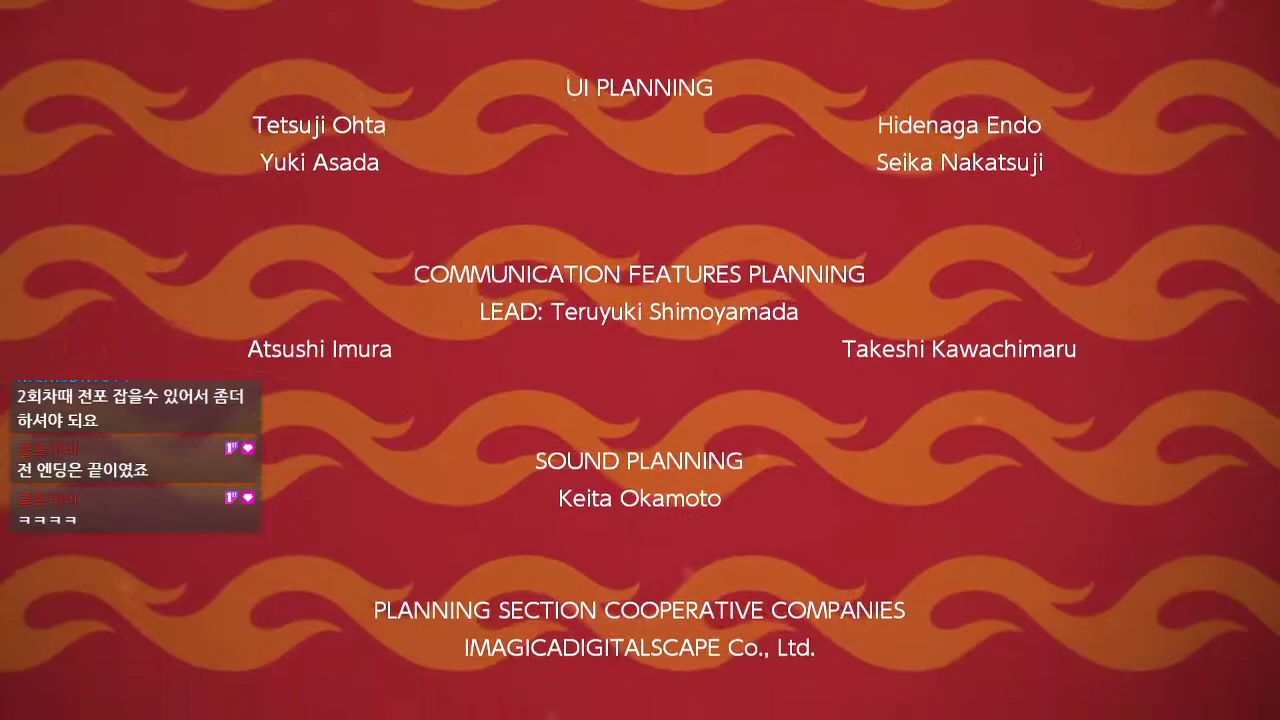 UI PLANNING
Tetsuji Ohta
Hidenaga Endo
Yuki Asada
Seika Nakatsuji
COMMUNICATION FEATURES PLANNING
LEAD: Teruyuki Shimoyamada
Atsushi Imura
Takeshi Kawachimaru
2회차때 전포 잡을수 있어서 좀더
하셔야 되요
전 엔딩은 끝이였죠
ㅋㅋㅋㅋ
SOUND PLANNING
Keita Okamoto
PLANNING SECTION COOPERATIVE COMPANIES
IMAGICADIGITALSCAPE Co., Ltd.